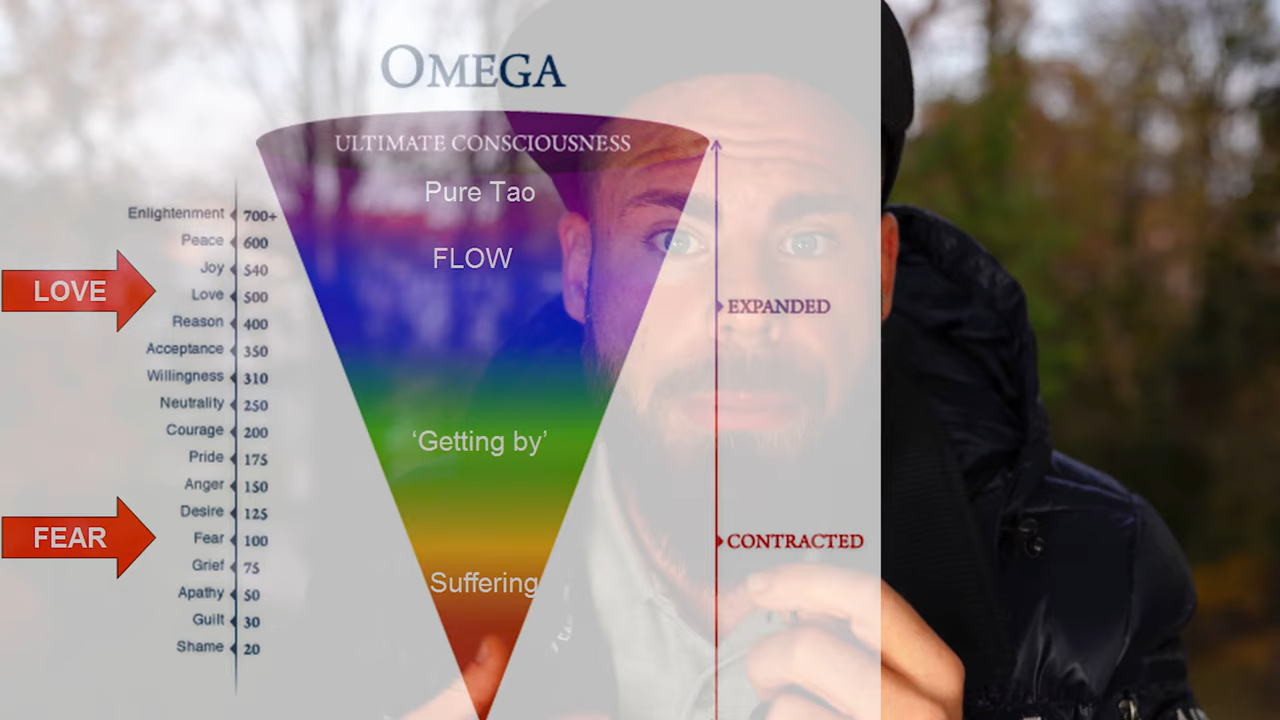 OMEGA
ULTIMATE CONSCIOUSNESS
Pure Tao
FLOW
‘Getting by’
Suffering
LOVE
FEAR
Enlightenment 700+
Peace 600
Joy 540
Love 500
Reason 400
Acceptance 350
Willingness 310
Neutrality 250
Courage 200
Pride 175
Anger 150
Desire 125
Fear 100
Grief 75
Apathy 50
Guilt 30
Shame 20
EXPANDED
CONTRACTED